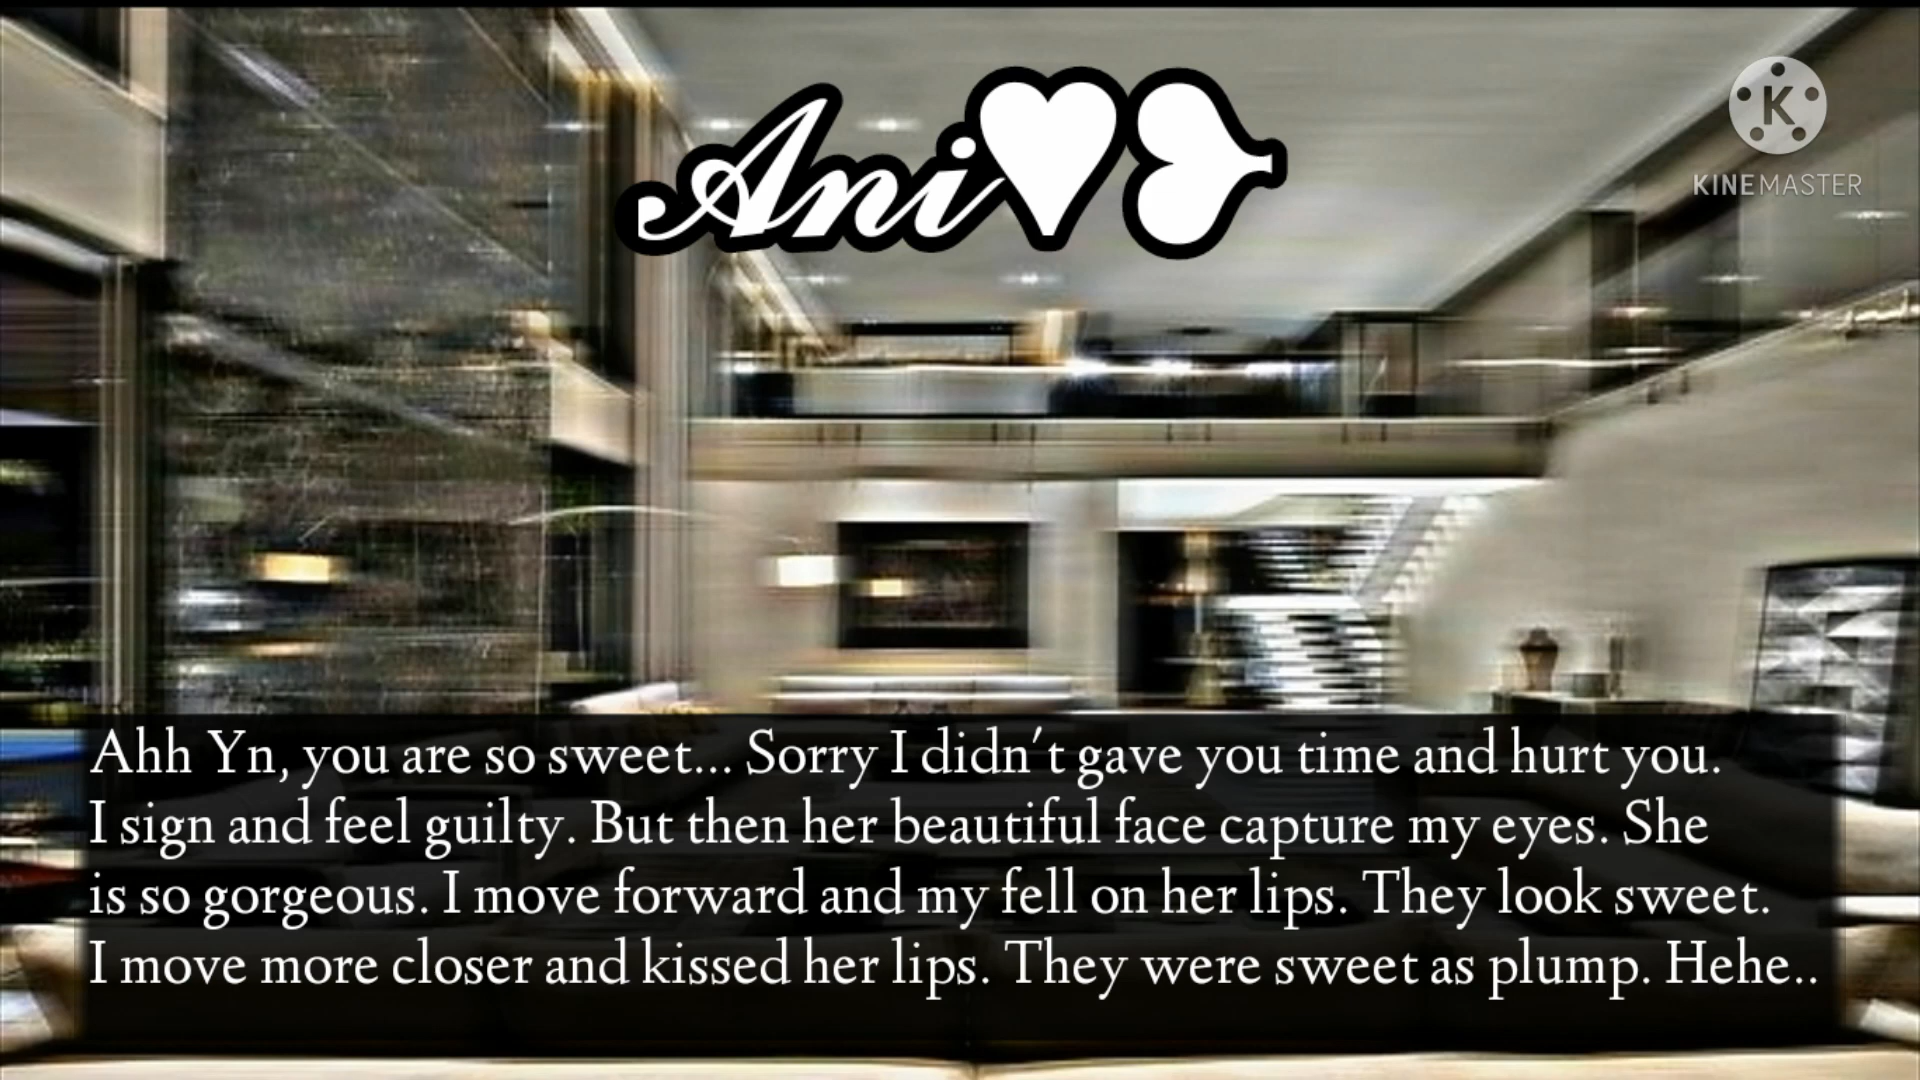 Ani
K
KINEMASTER
Ahh Yn, you are so sweet... Sorry I didn't gave you time and hurt you.
I sign and feel guilty. But then her beautiful face capture my eyes. She
is so gorgeous. I move forward and my fell on her lips. They look sweet.
I move more closer and kissed her lips. They were sweet as plump. Hehe..